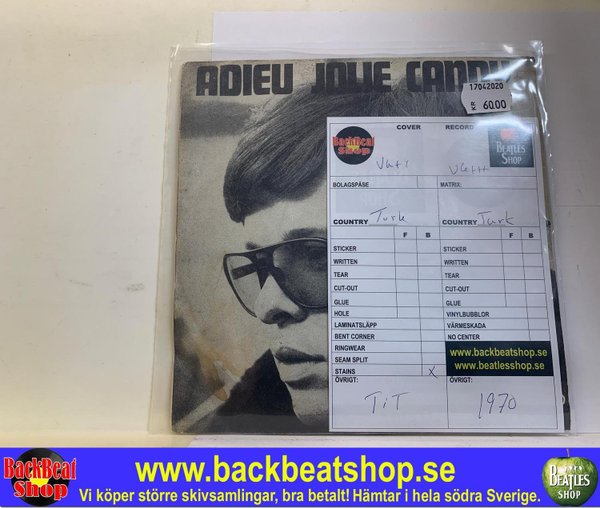 ADIEU JOLIE CANDY
17042020
KR 60.00
BackBeat Shop
COVER RECORD
BEATLES SHOP
BOLAGSPÅSE MATRIX:
COUNTRY Turk COUNTRY Turk
F B F B
STICKER STICKER
WRITTEN WRITTEN
TEAR TEAR
CUT-OUT CUT-OUT
GLUE GLUE
HOLE VINYLBUBBLOR
LAMINATSLÄPP VÄRMESKADA
BENT CORNER NO CENTER
RINGWEAR www.backbeatshop.se
SEAM SPLIT www.beatlesshop.se
STAINS X
ÖVRIGT: ÖVRIGT:
TiT 1970
BackBeat Shop
www.backbeatshop.se
Vi köper större skivsamlingar, bra betalt! Hämtar i hela södra Sverige.
BEATLES SHOP